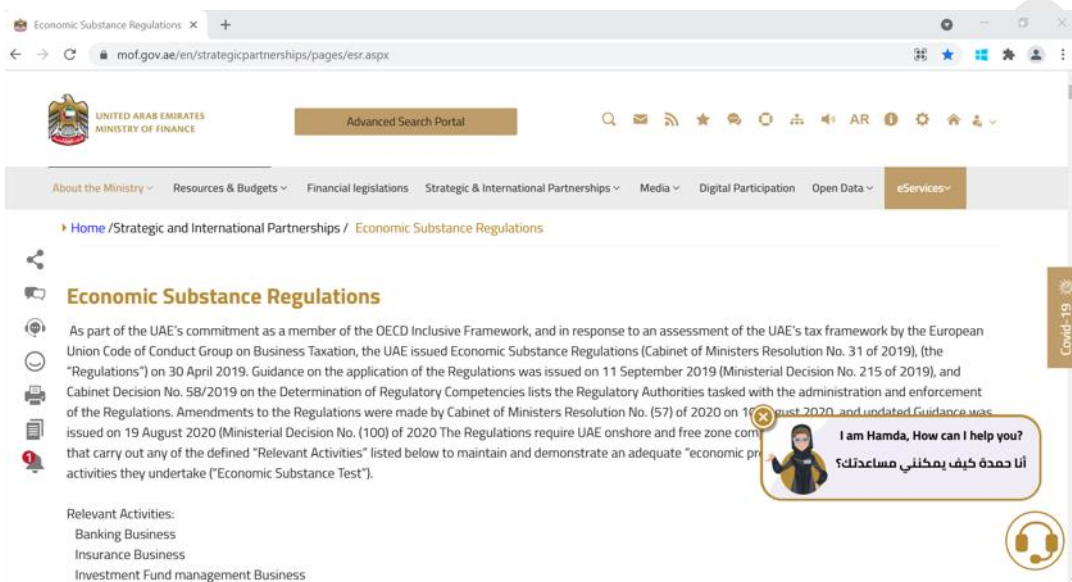 Economic Substance Regulations
mof.gov.ae/en/strategicpartnerships/pages/esr.aspx
UNITED ARAB EMIRATES
MINISTRY OF FINANCE
Advanced Search Portal
AR
About the Ministry
Resources & Budgets
Financial legislations
Strategic & International Partnerships
Media
Digital Participation
Open Data
eServices
Home /Strategic and International Partnerships / Economic Substance Regulations
Covid-19
Economic Substance Regulations
As part of the UAE's commitment as a member of the OECD Inclusive Framework, and in response to an assessment of the UAE's tax framework by the European
Union Code of Conduct Group on Business Taxation, the UAE issued Economic Substance Regulations (Cabinet of Ministers Resolution No. 31 of 2019), (the
"Regulations") on 30 April 2019. Guidance on the application of the Regulations was issued on 11 September 2019 (Ministerial Decision No. 215 of 2019), and
Cabinet Decision No. 58/2019 on the Determination of Regulatory Competencies lists the Regulatory Authorities tasked with the administration and enforcement
of the Regulations. Amendments to the Regulations were made by Cabinet of Ministers Resolution No. (57) of 2020 on 2020, and updated Guidance was
issued on 19 August 2020 (Ministerial Decision No. (100) of 2020 The Regulations require UAE onshore and free zone
that carry out any of the defined "Relevant Activities" listed below to maintain and demonstrate an adequate "economic
activities they undertake ("Economic Substance Test").
1
I am Hamda, How can I help you?
أنا حمدة كيف يمكنني مساعدتك؟
Relevant Activities:
Banking Business
Insurance Business
Investment Fund management Business